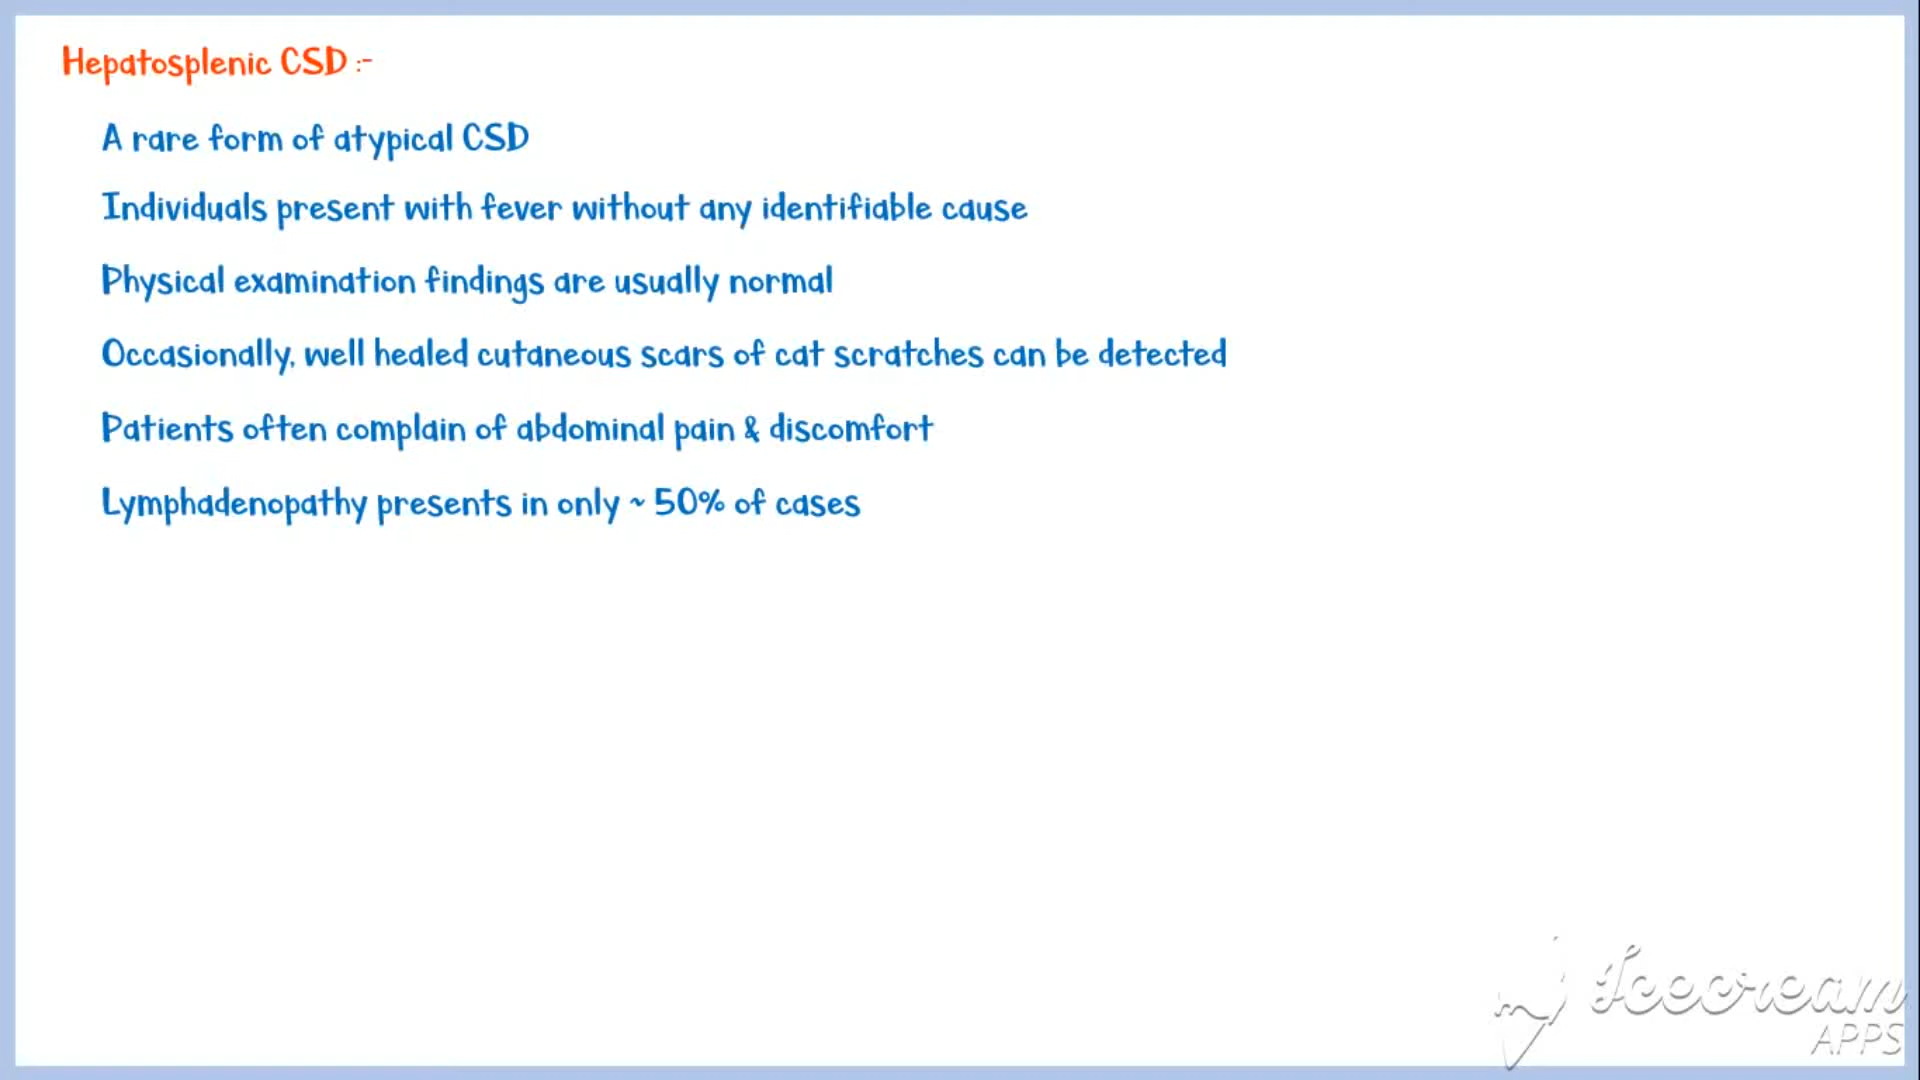 Hepatosplenic CSD :-
A rare form of atypical CSD
Individuals present with fever without any identifiable cause
Physical examination findings are usually normal
Occasionally, well healed cutaneous scars of cat scratches can be detected
Patients often complain of abdominal pain & discomfort
Lymphadenopathy presents in only ~ 50% of cases
Icecream
APPS